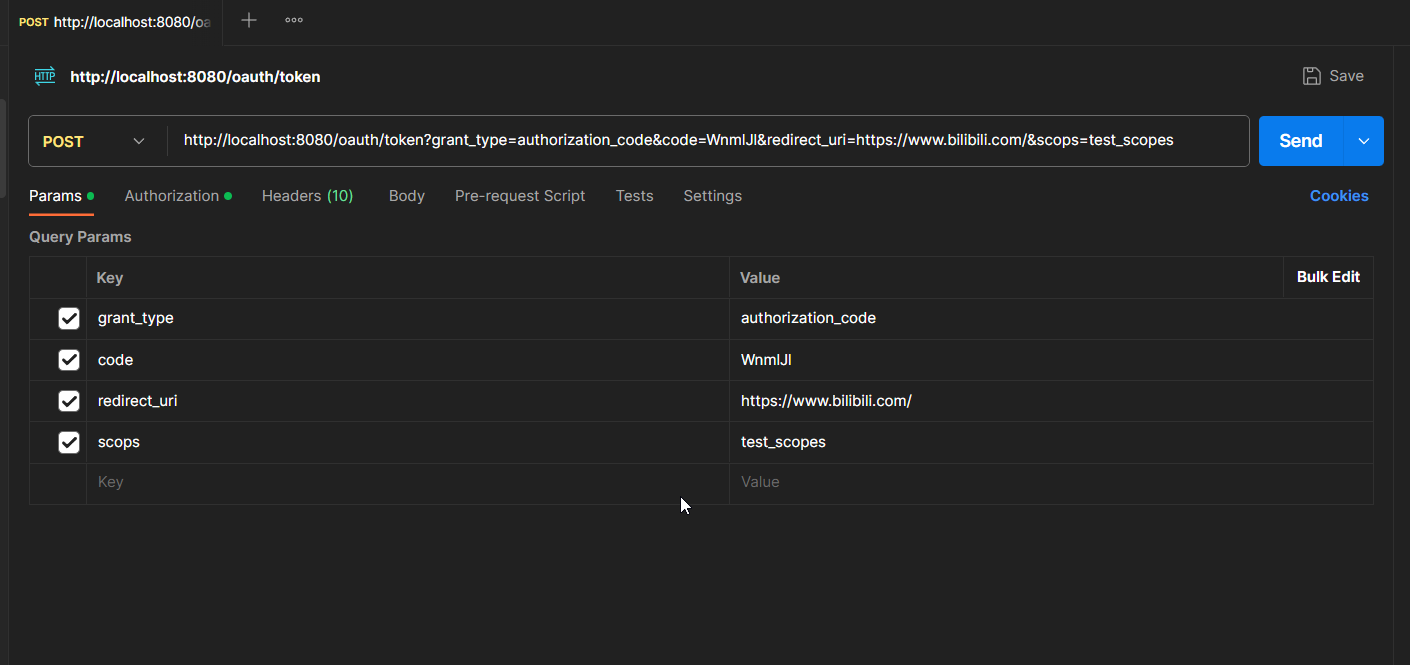 POST http://localhost:8080/oa
HTTP http://localhost:8080/oauth/token
Save
POST http://localhost:8080/oauth/token?grant_type=authorization_code&code=WnmlJl&redirect_uri=https://www.bilibili.com/&scops=test_scopes Send
Params Authorization Headers (10) Body Pre-request Script Tests Settings Cookies
Query Params
Key Value Bulk Edit
grant_type authorization_code
code WnmlJl
redirect_uri https://www.bilibili.com/
scops test_scopes
Key Value